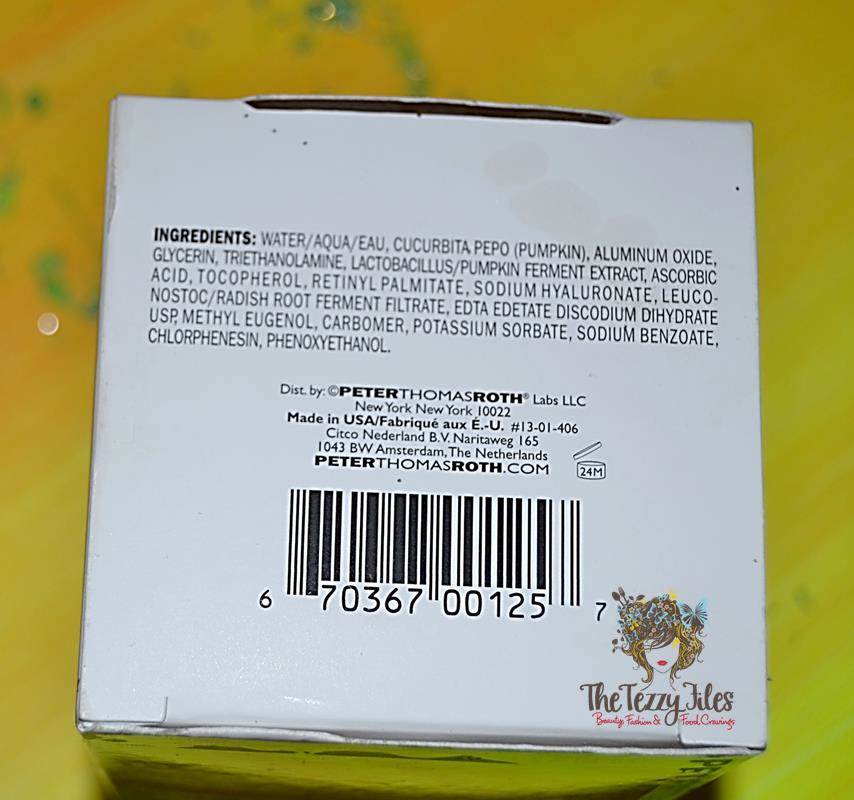 INGREDIENTS: WATER/AQUA/EAU, CUCURBITA PEPO (PUMPKIN), ALUMINUM OXIDE,
GLYCERIN, TRIETHANOLAMINE, LACTOBACILLUS/PUMPKIN FERMENT EXTRACT, ASCORBIC
ACID, TOCOPHEROL, RETINYL PALMITATE, SODIUM HYALURONATE, LEUCO-
NOSTOC/RADISH ROOT FERMENT FILTRATE, EDTA EDETATE DISCODIUM DIHYDRATE
USP, METHYL EUGENOL, CARBOMER, POTASSIUM SORBATE, SODIUM BENZOATE,
CHLORPHENESIN, PHENOXYETHANOL.
Dist. by: ©PETERTHOMASROTH® Labs LLC
New York New York 10022
Made in USA/Fabriqué aux É.-U. #13-01-406
Citco Nederland B.V. Naritaweg 165
1043 BW Amsterdam, The Netherlands
PETERTHOMASROTH.COM
24M
6 70367 00125 7
The Tezzy Files
Beauty, Fashion & Food Cravings